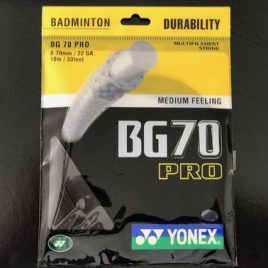 BADMINTON
DURABILITY
BG 70 PRO
0.70mm / 22 GA.
10m / 33feet
MULTIFILAMENT
STRING
MEDIUM FEELING
BG70
PRO
YONEX